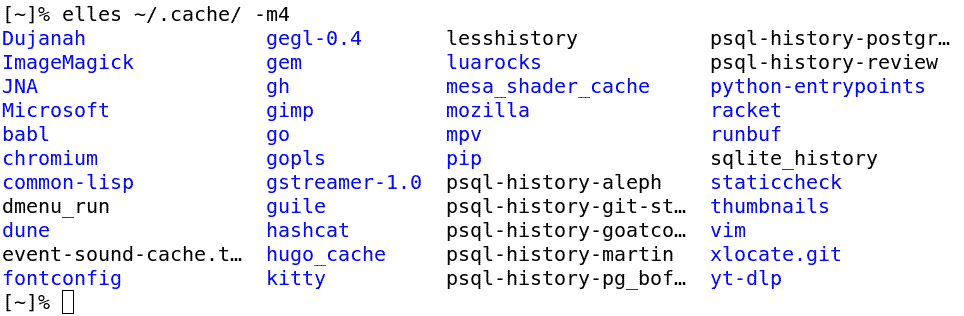 [~]% elles ~/.cache/ -m4
Dujanah gegl-0.4 lesshistory psql-history-postgr…
ImageMagick gem luarocks psql-history-review
JNA gh mesa_shader_cache python-entrypoints
Microsoft gimp mozilla racket
babl go mpv runbuf
chromium gopls pip sqlite_history
common-lisp gstreamer-1.0 psql-history-aleph staticcheck
dmenu_run guile psql-history-git-st… thumbnails
dune hashcat psql-history-goatco… vim
event-sound-cache.t… hugo_cache psql-history-martin xlocate.git
fontconfig kitty psql-history-pg_bof… yt-dlp
[~]%